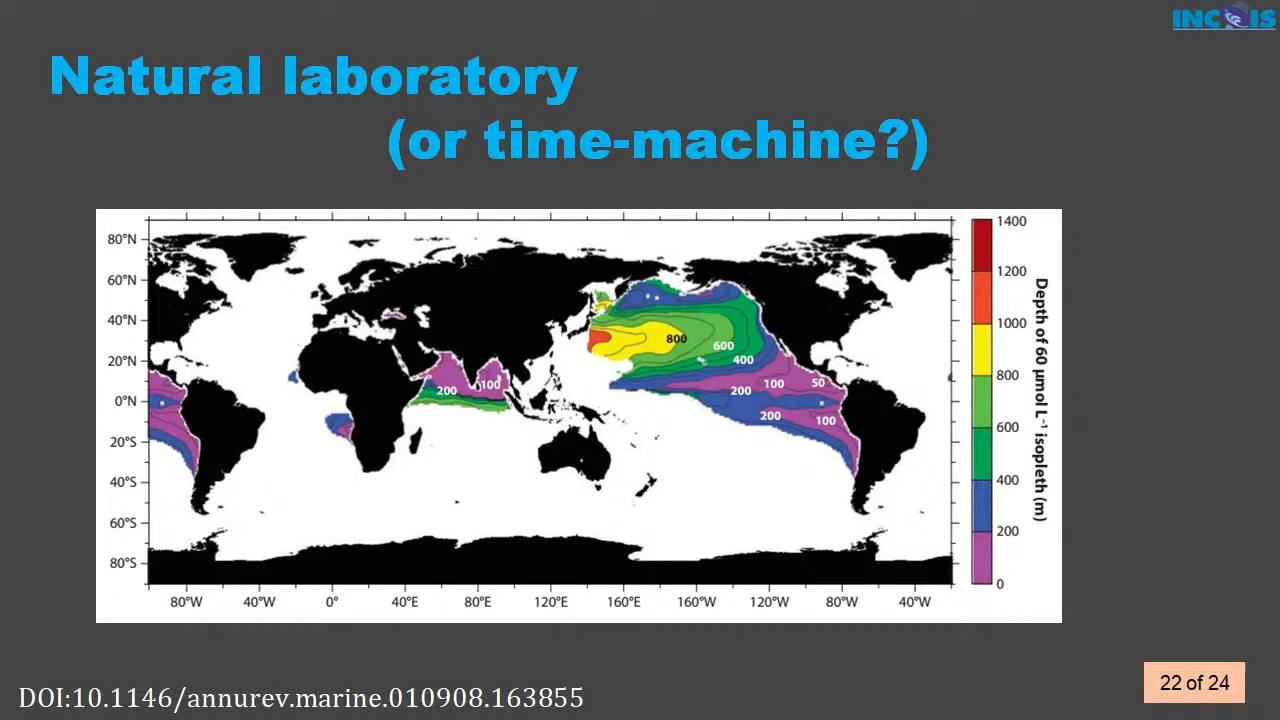 INCOIS
Natural laboratory
(or time-machine?)
80°N
60°N
40°N
20°N
0°N
20°S
40°S
60°S
80°S
80°W 40°W 0° 40°E 80°E 120°E 160°E 160°W 120°W 80°W 40°W
800
600
400
200 100
200 100 50
200 100
1400
1200
1000
800
600
400
200
0
Depth of 60 μmol L⁻¹ isopleth (m)
DOI:10.1146/annurev.marine.010908.163855
22 of 24